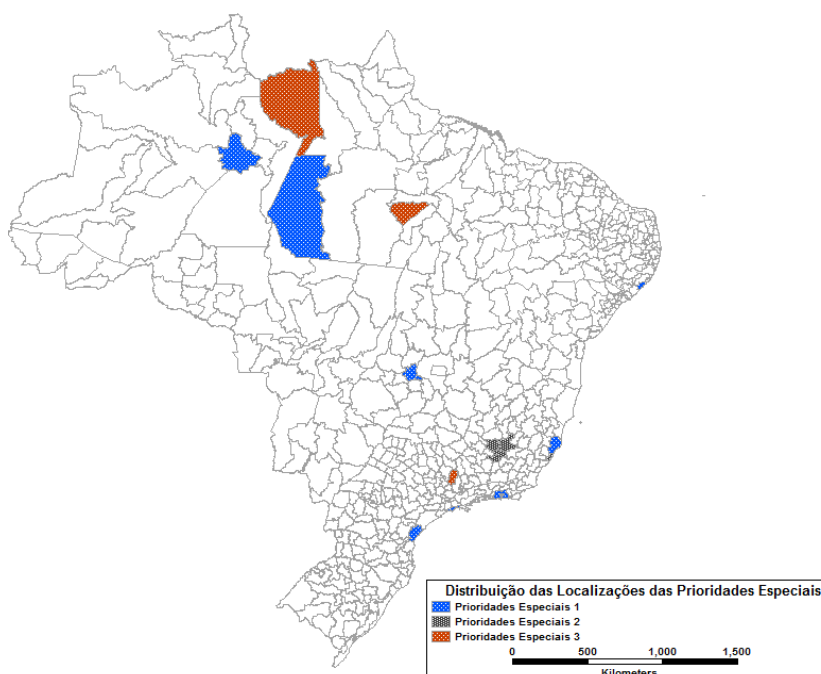 Distribuição das Localizações das Prioridades Especiais
Prioridades Especiais 1
Prioridades Especiais 2
Prioridades Especiais 3
0 500 1,000 1,500
Kilometers